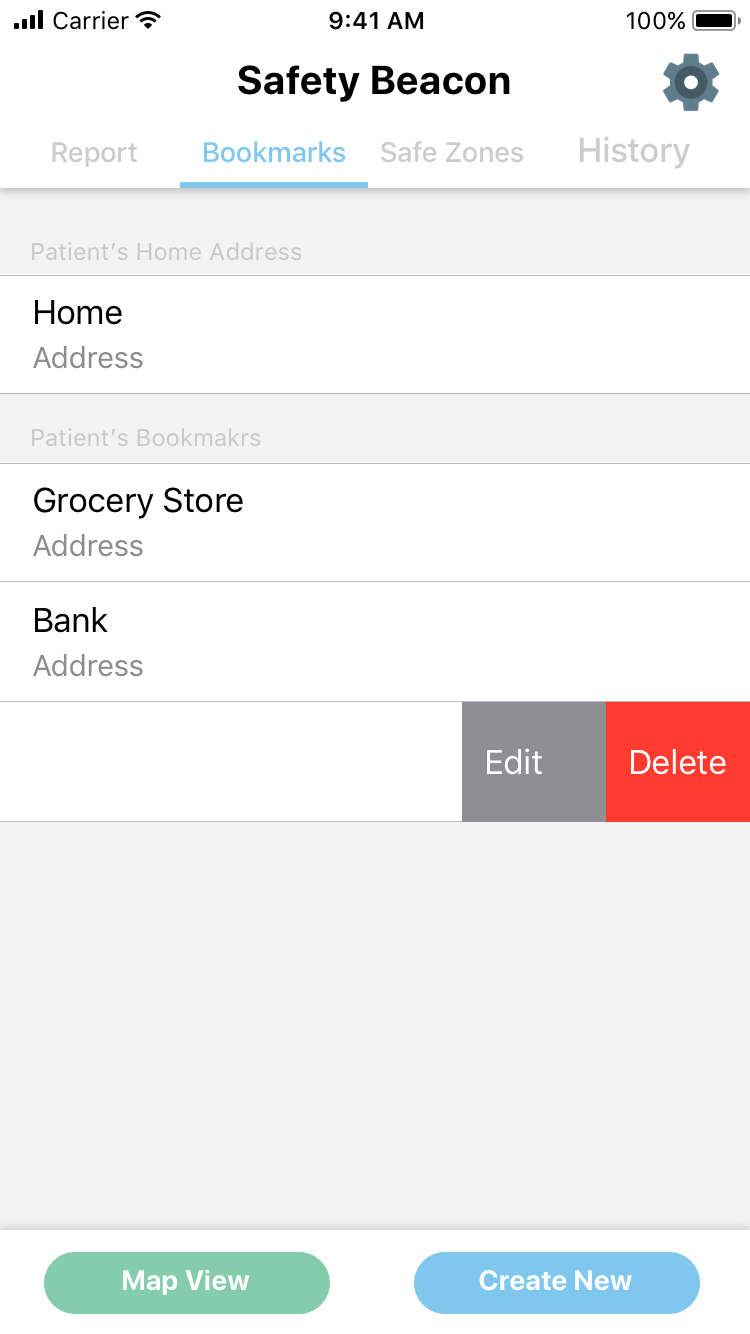 Carrier 9:41 AM 100%
Safety Beacon
Report Bookmarks Safe Zones History
Patient's Home Address
Home
Address
Patient's Bookmakrs
Grocery Store
Address
Bank
Address
Edit Delete
Map View Create New